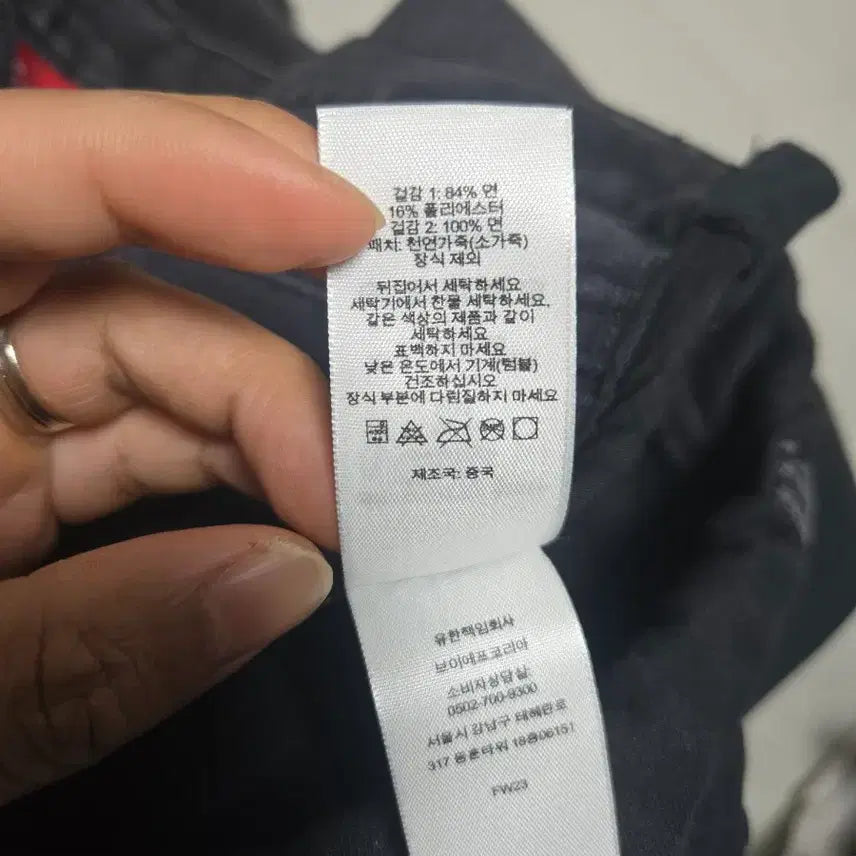 겉감 1: 84% 면
16% 폴리에스터
겉감 2: 100% 면
패치: 천연가죽(소가죽)
장식 제외
뒤집어서 세탁하세요
세탁기에서 찬물 세탁하세요.
같은 색상의 제품과 같이
세탁하세요
표백하지 마세요
낮은 온도에서 기계(텀블)
건조하십시오
장식 부분에 다림질하지 마세요
제조국: 중국
유한책임회사
브이에프코리아
소비자상담실:
0502-700-9300
서울시 강남구 테헤란로
317 동훈타워 18층(06151)
FW23